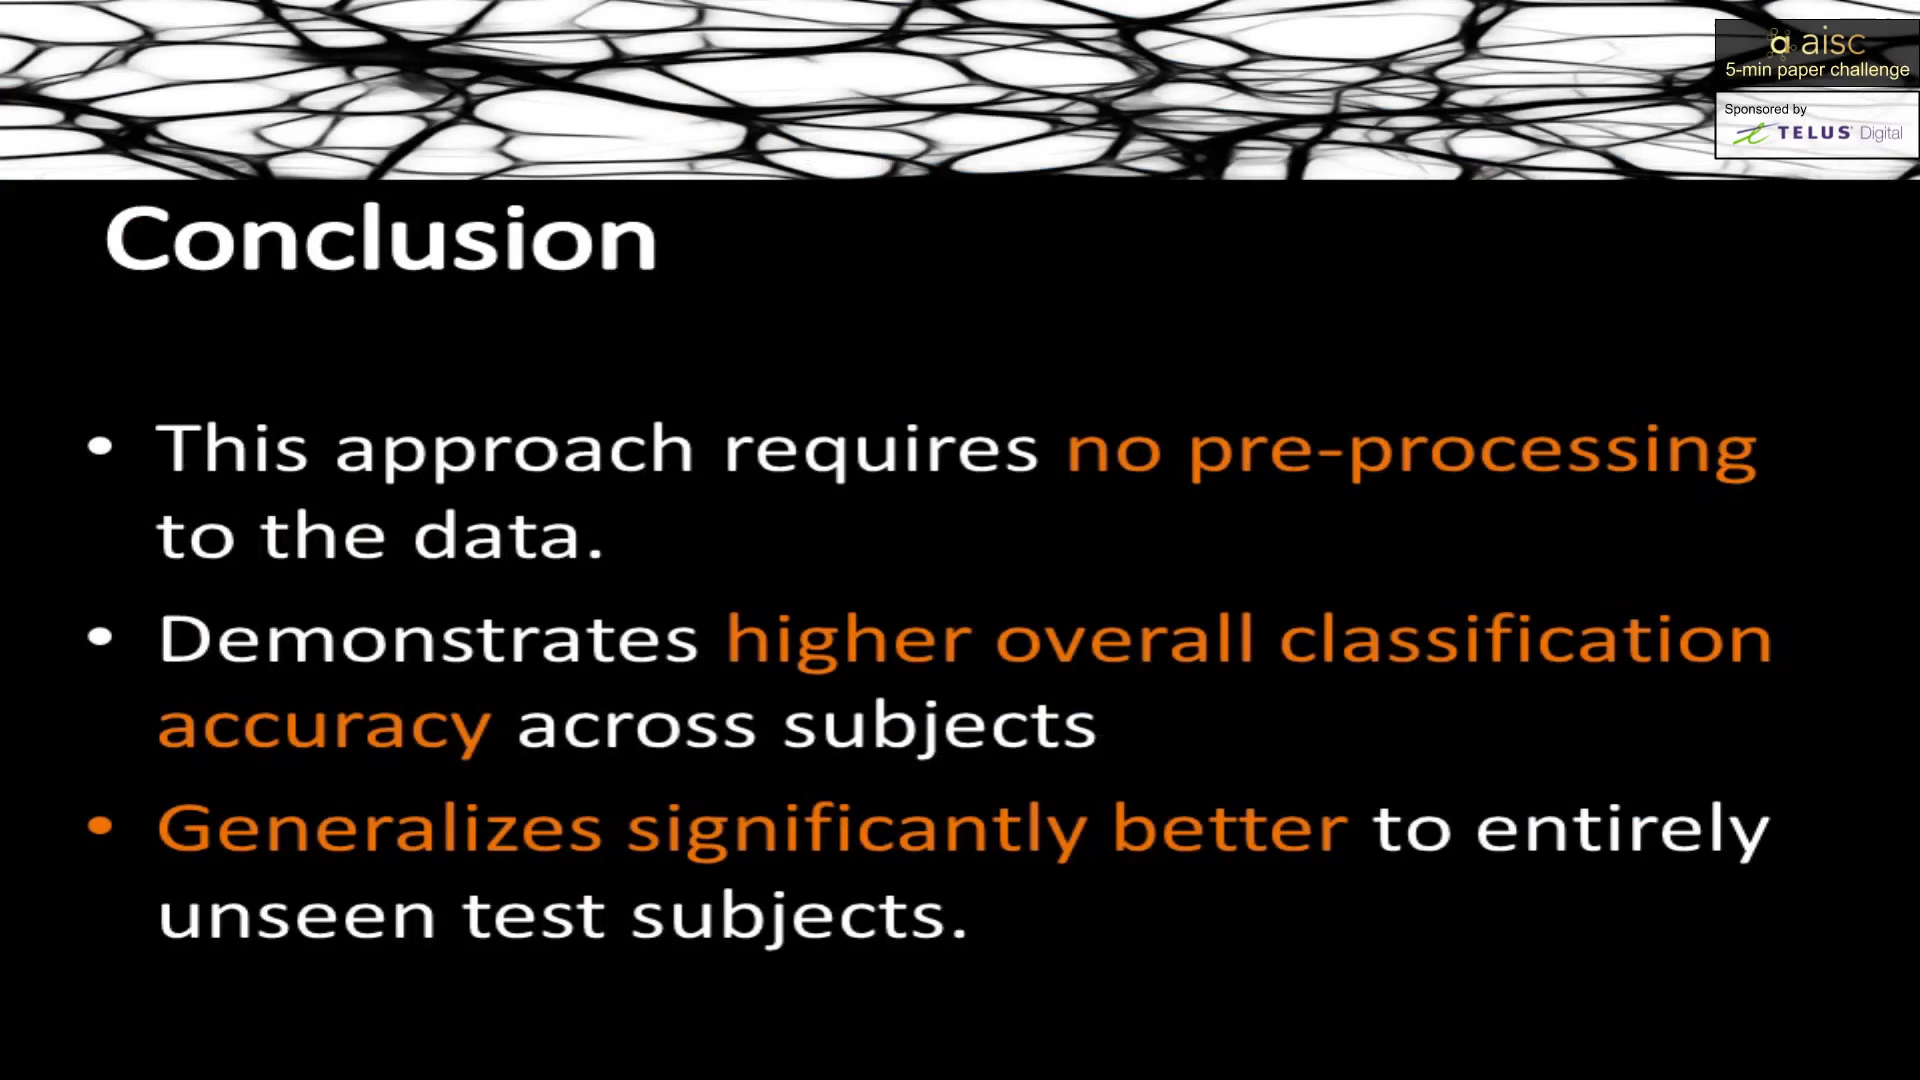 aisc
5-min paper challenge
Sponsored by
TELUS Digital
Conclusion
• This approach requires no pre-processing
to the data.
• Demonstrates higher overall classification
accuracy across subjects
• Generalizes significantly better to entirely
unseen test subjects.